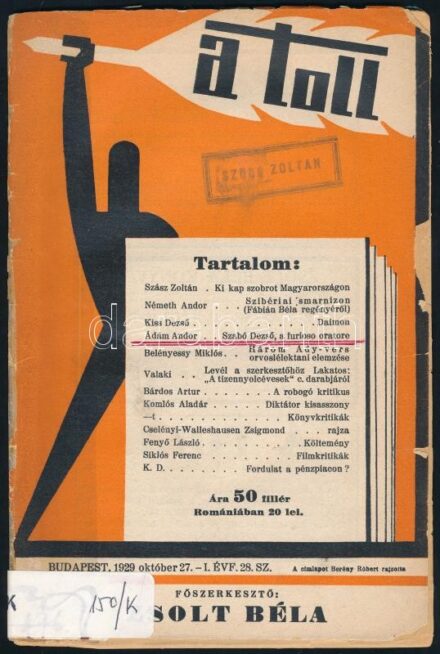 a toll
SZÜCS ZOLTÁN
Tartalom:
Szász Zoltán . Ki kap szobrot Magyarországon
Németh Andor . . . Szibériai smarnizon
(Fábián Béla regényéről)
Kiss Dezső . . . . . . . . . . . Daimon
Ádám Andor . . Szabó Dezső, a furioso oratore
Belényessy Miklós . . Három Ady-vers
orvoslélektani elemzése
Valaki . . Levél a szerkesztőhöz Lakatos:
„A tizennyolcévesek" c. darabjáról
Bárdos Artur . . . . . A robogó kritikus
Komlós Aladár . . . . Diktátor kisasszony
—t . . . . . . . . . . . . Könyvkritikák
Cselényi-Walleshausen Zsigmond . . . rajza
Fenyő László . . . . . . . . . Költemény
Siklós Ferenc . . . . . . . . Filmkritikák
K. D. . . . . . . . Fordulat a pénzpiacon ?
Ára 50 fillér
Romániában 20 lei.
BUDAPEST, 1929 október 27. — I. ÉVF. 28. SZ.
A címlapot Berény Róbert rajzolta
FŐSZERKESZTŐ:
SOLT BÉLA
K
150/K